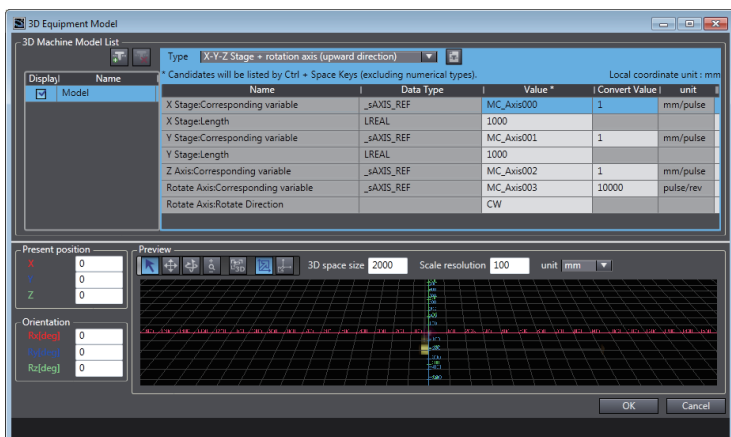 3D Equipment Model
3D Machine Model List
Type X-Y-Z Stage + rotation axis (upward direction)
* Candidates will be listed by Ctrl + Space Keys (excluding numerical types). Local coordinate unit : mm
Display Name
Model
Name Data Type Value * Convert Value unit
X Stage:Corresponding variable _sAXIS_REF MC_Axis000 1 mm/pulse
X Stage:Length LREAL 1000
Y Stage:Corresponding variable _sAXIS_REF MC_Axis001 1 mm/pulse
Y Stage:Length LREAL 1000
Z Axis:Corresponding variable _sAXIS_REF MC_Axis002 1 mm/pulse
Rotate Axis:Corresponding variable _sAXIS_REF MC_Axis003 10000 pulse/rev
Rotate Axis:Rotate Direction CW
Present position
X 0
0
Z 0
Orientation
Rx[deg] 0
0
Rz[deg] 0
Preview
3D space size 2000 Scale resolution 100 unit mm
OK Cancel